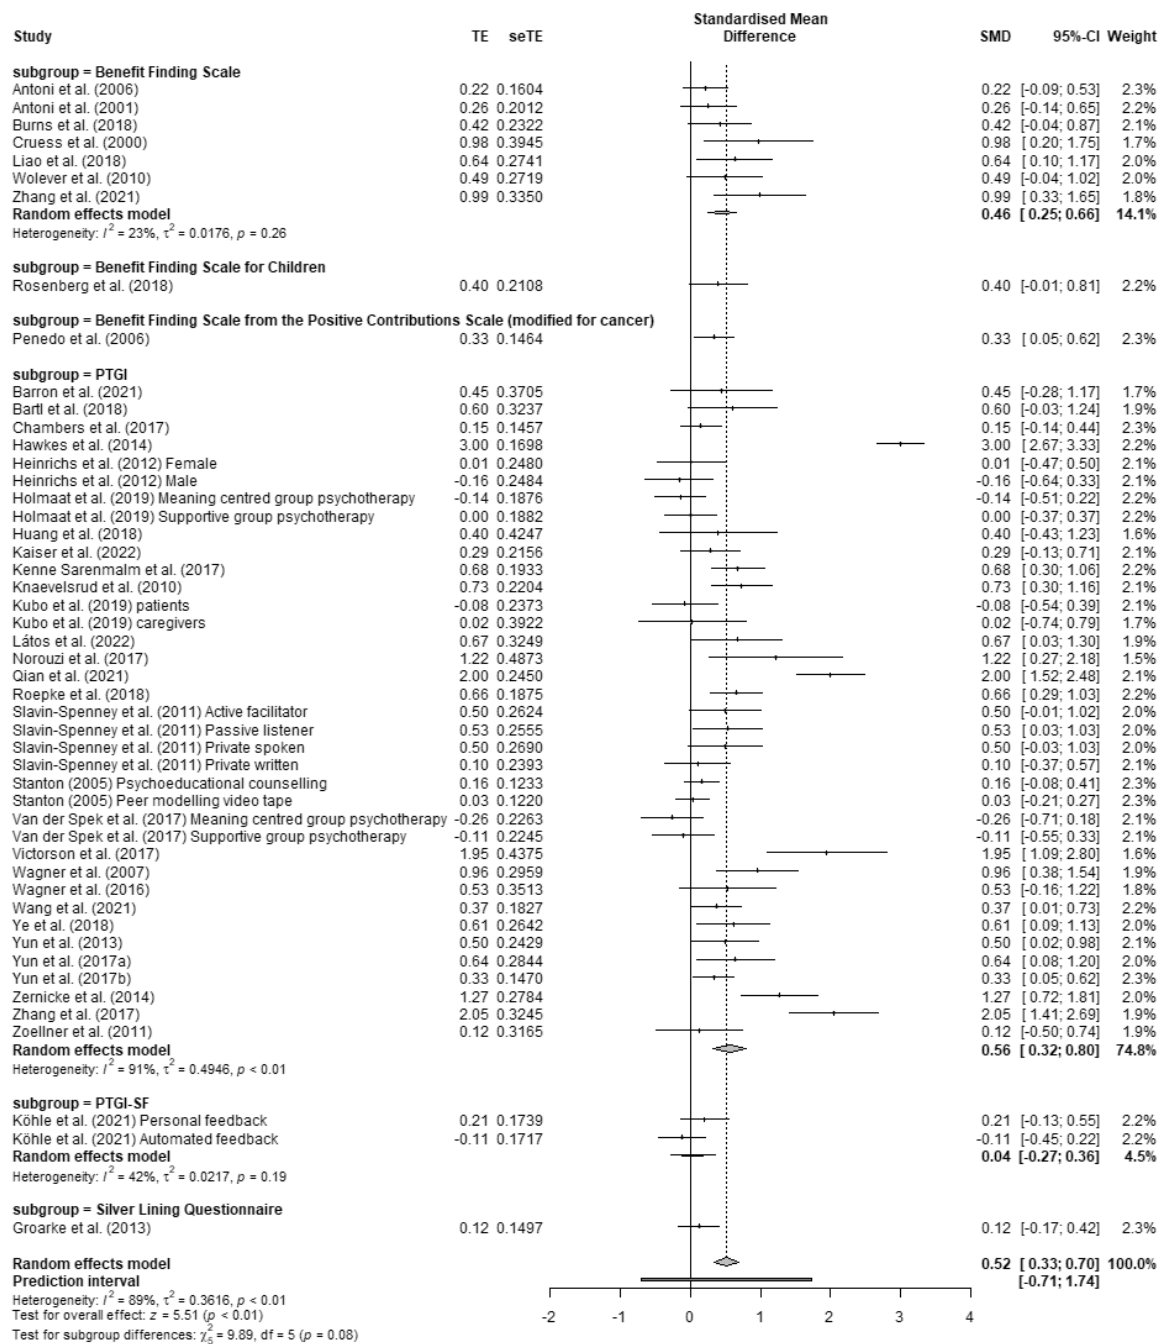 Standardised Mean
Study TE seTE Difference SMD 95%-CI Weight
subgroup = Benefit Finding Scale
Antoni et al. (2006) 0.22 0.1604 0.22 [-0.09; 0.53] 2.3%
Antoni et al. (2001) 0.26 0.2012 0.26 [-0.14; 0.65] 2.2%
Burns et al. (2018) 0.42 0.2322 0.42 [-0.04; 0.87] 2.1%
Cruess et al. (2000) 0.98 0.3945 0.98 [ 0.20; 1.75] 1.7%
Liao et al. (2018) 0.64 0.2741 0.64 [ 0.10; 1.17] 2.0%
Wolever et al. (2010) 0.49 0.2719 0.49 [-0.04; 1.02] 2.0%
Zhang et al. (2021) 0.99 0.3350 0.99 [ 0.33; 1.65] 1.8%
Random effects model 0.46 [ 0.25; 0.66] 14.1%
Heterogeneity: I² = 23%, τ² = 0.0176, p = 0.26
subgroup = Benefit Finding Scale for Children
Rosenberg et al. (2018) 0.40 0.2108 0.40 [-0.01; 0.81] 2.2%
subgroup = Benefit Finding Scale from the Positive Contributions Scale (modified for cancer)
Penedo et al. (2006) 0.33 0.1464 0.33 [ 0.05; 0.62] 2.3%
subgroup = PTGI
Barron et al. (2021) 0.45 0.3705 0.45 [-0.28; 1.17] 1.7%
Bartl et al. (2018) 0.60 0.3237 0.60 [-0.03; 1.24] 1.9%
Chambers et al. (2017) 0.15 0.1457 0.15 [-0.14; 0.44] 2.3%
Hawkes et al. (2014) 3.00 0.1698 3.00 [ 2.67; 3.33] 2.2%
Heinrichs et al. (2012) Female 0.01 0.2480 0.01 [-0.47; 0.50] 2.1%
Heinrichs et al. (2012) Male -0.16 0.2484 -0.16 [-0.64; 0.33] 2.1%
Holmaat et al. (2019) Meaning centred group psychotherapy -0.14 0.1876 -0.14 [-0.51; 0.22] 2.2%
Holmaat et al. (2019) Supportive group psychotherapy 0.00 0.1882 0.00 [-0.37; 0.37] 2.2%
Huang et al. (2018) 0.40 0.4247 0.40 [-0.43; 1.23] 1.6%
Kaiser et al. (2022) 0.29 0.2156 0.29 [-0.13; 0.71] 2.1%
Kenne Sarenmalm et al. (2017) 0.68 0.1933 0.68 [ 0.30; 1.06] 2.2%
Knaevelsrud et al. (2010) 0.73 0.2204 0.73 [ 0.30; 1.16] 2.1%
Kubo et al. (2019) patients -0.08 0.2373 -0.08 [-0.54; 0.39] 2.1%
Kubo et al. (2019) caregivers 0.02 0.3922 0.02 [-0.74; 0.79] 1.7%
Látos et al. (2022) 0.67 0.3249 0.67 [ 0.03; 1.30] 1.9%
Norouzi et al. (2017) 1.22 0.4873 1.22 [ 0.27; 2.18] 1.5%
Qian et al. (2021) 2.00 0.2450 2.00 [ 1.52; 2.48] 2.1%
Roepke et al. (2018) 0.66 0.1875 0.66 [ 0.29; 1.03] 2.2%
Slavin-Spenney et al. (2011) Active facilitator 0.50 0.2624 0.50 [-0.01; 1.02] 2.0%
Slavin-Spenney et al. (2011) Passive listener 0.53 0.2555 0.53 [ 0.03; 1.03] 2.0%
Slavin-Spenney et al. (2011) Private spoken 0.50 0.2690 0.50 [-0.03; 1.03] 2.0%
Slavin-Spenney et al. (2011) Private written 0.10 0.2393 0.10 [-0.37; 0.57] 2.1%
Stanton (2005) Psychoeducational counselling 0.16 0.1233 0.16 [-0.08; 0.41] 2.3%
Stanton (2005) Peer modelling video tape 0.03 0.1220 0.03 [-0.21; 0.27] 2.3%
Van der Spek et al. (2017) Meaning centred group psychotherapy -0.26 0.2263 -0.26 [-0.71; 0.18] 2.1%
Van der Spek et al. (2017) Supportive group psychotherapy -0.11 0.2245 -0.11 [-0.55; 0.33] 2.1%
Victorson et al. (2017) 1.95 0.4375 1.95 [ 1.09; 2.80] 1.6%
Wagner et al. (2007) 0.96 0.2959 0.96 [ 0.38; 1.54] 1.9%
Wagner et al. (2016) 0.53 0.3513 0.53 [-0.16; 1.22] 1.8%
Wang et al. (2021) 0.37 0.1827 0.37 [ 0.01; 0.73] 2.2%
Ye et al. (2018) 0.61 0.2642 0.61 [ 0.09; 1.13] 2.0%
Yun et al. (2013) 0.50 0.2429 0.50 [ 0.02; 0.98] 2.1%
Yun et al. (2017a) 0.64 0.2844 0.64 [ 0.08; 1.20] 2.0%
Yun et al. (2017b) 0.33 0.1470 0.33 [ 0.05; 0.62] 2.3%
Zernicke et al. (2014) 1.27 0.2784 1.27 [ 0.72; 1.81] 2.0%
Zhang et al. (2017) 2.05 0.3245 2.05 [ 1.41; 2.69] 1.9%
Zoellner et al. (2011) 0.12 0.3165 0.12 [-0.50; 0.74] 1.9%
Random effects model 0.56 [ 0.32; 0.80] 74.8%
Heterogeneity: I² = 91%, τ² = 0.4946, p < 0.01
subgroup = PTGI-SF
Köhle et al. (2021) Personal feedback 0.21 0.1739 0.21 [-0.13; 0.55] 2.2%
Köhle et al. (2021) Automated feedback -0.11 0.1717 -0.11 [-0.45; 0.22] 2.2%
Random effects model 0.04 [-0.27; 0.36] 4.5%
Heterogeneity: I² = 42%, τ² = 0.0217, p = 0.19
subgroup = Silver Lining Questionnaire
Groarke et al. (2013) 0.12 0.1497 0.12 [-0.17; 0.42] 2.3%
Random effects model 0.52 [ 0.33; 0.70] 100.0%
Prediction interval [-0.71; 1.74]
Heterogeneity: I² = 89%, τ² = 0.3616, p < 0.01
Test for overall effect: z = 5.51 (p < 0.01)
-2 -1 0 1 2 3 4
Test for subgroup differences: χ²₅ = 9.89, df = 5 (p = 0.08)